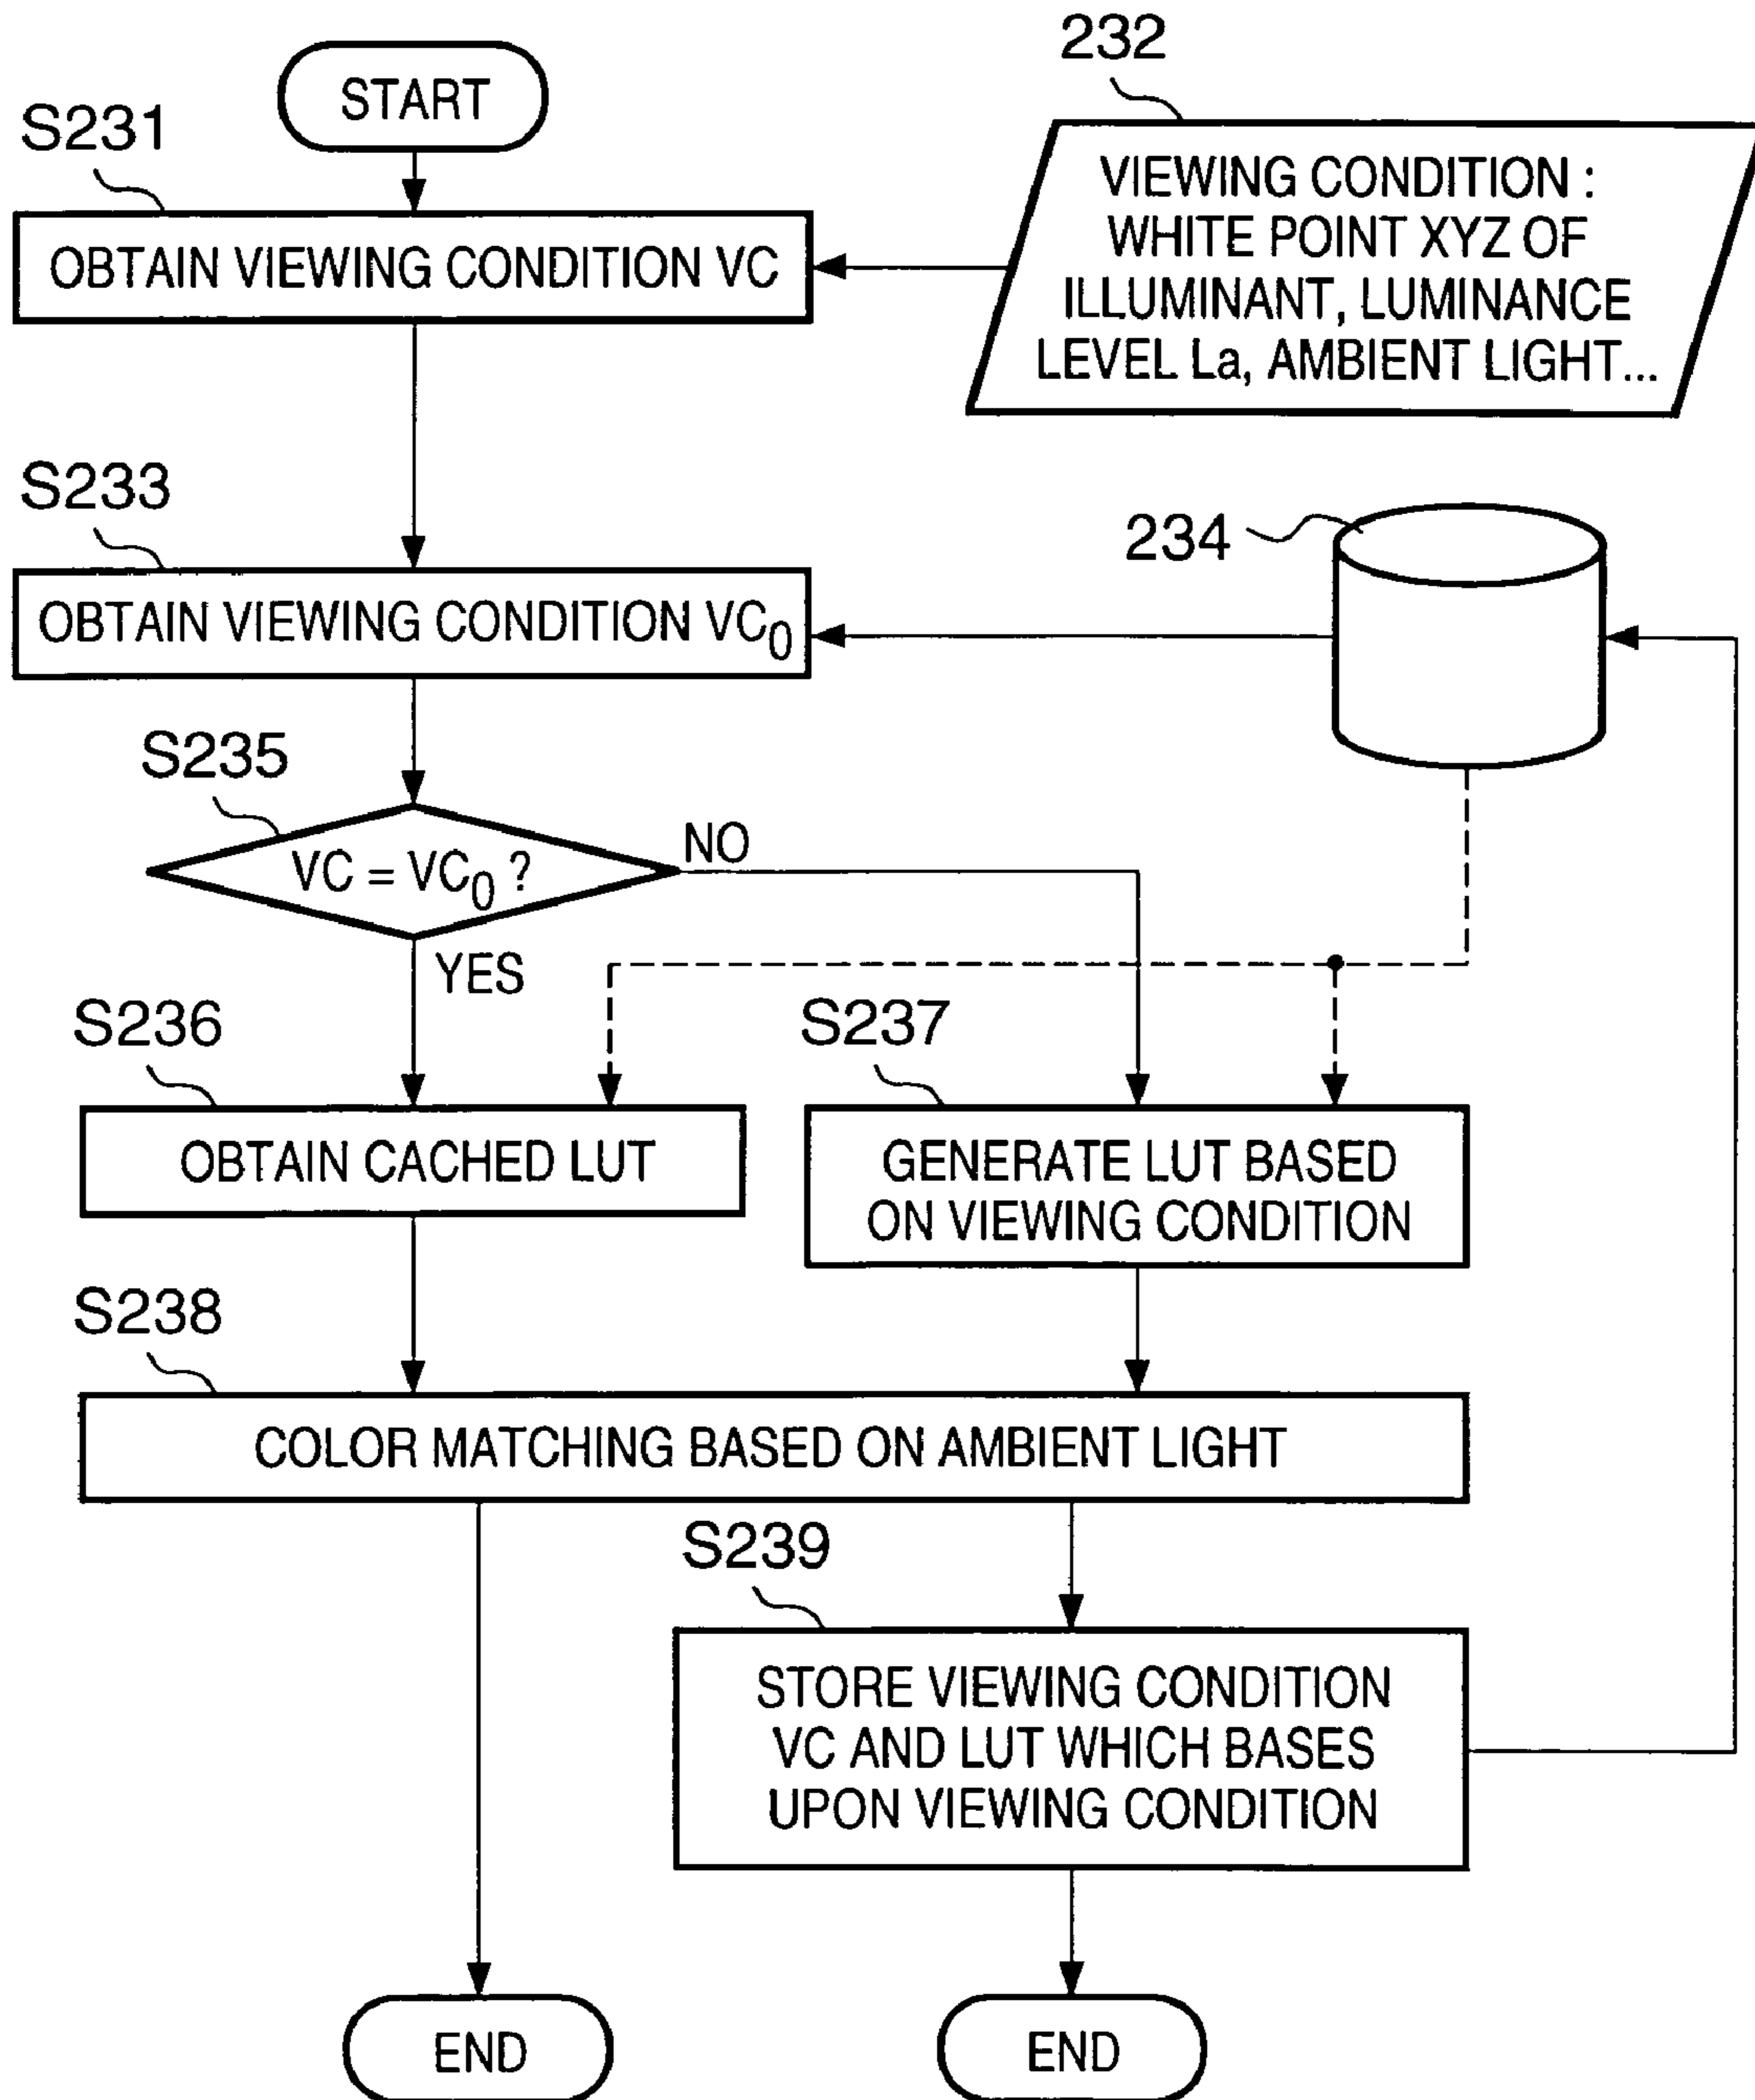 START
232
S231
VIEWING CONDITION :
WHITE POINT XYZ OF
ILLUMINANT, LUMINANCE
LEVEL La, AMBIENT LIGHT...
OBTAIN VIEWING CONDITION VC
S233
234
OBTAIN VIEWING CONDITION VC₀
S235
VC = VC₀ ?
NO
YES
S236
S237
OBTAIN CACHED LUT
GENERATE LUT BASED
ON VIEWING CONDITION
S238
COLOR MATCHING BASED ON AMBIENT LIGHT
S239
STORE VIEWING CONDITION
VC AND LUT WHICH BASES
UPON VIEWING CONDITION
END
END